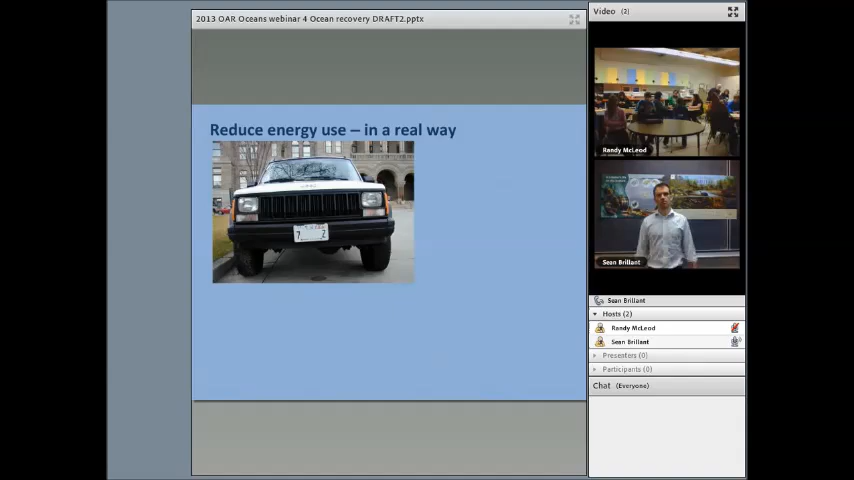 2013 OAR Oceans webinar 4 Ocean recovery DRAFT2.pptx
Reduce energy use – in a real way
7 Z
Video (2)
Randy McLeod
Sean Brillant
Sean Brillant
Hosts (2)
Randy McLeod
Sean Brillant
Presenters (0)
Participants (0)
Chat (Everyone)